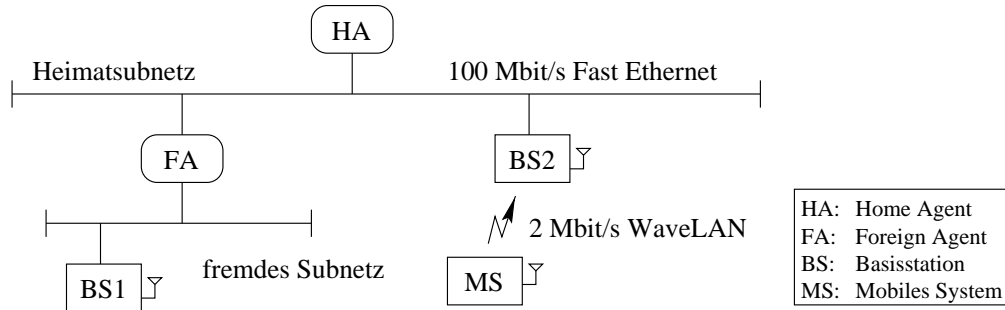 HA
Heimatsubnetz
100 Mbit/s Fast Ethernet
FA
BS2
2 Mbit/s WaveLAN
fremdes Subnetz
BS1
MS
HA: Home Agent
FA: Foreign Agent
BS: Basisstation
MS: Mobiles System